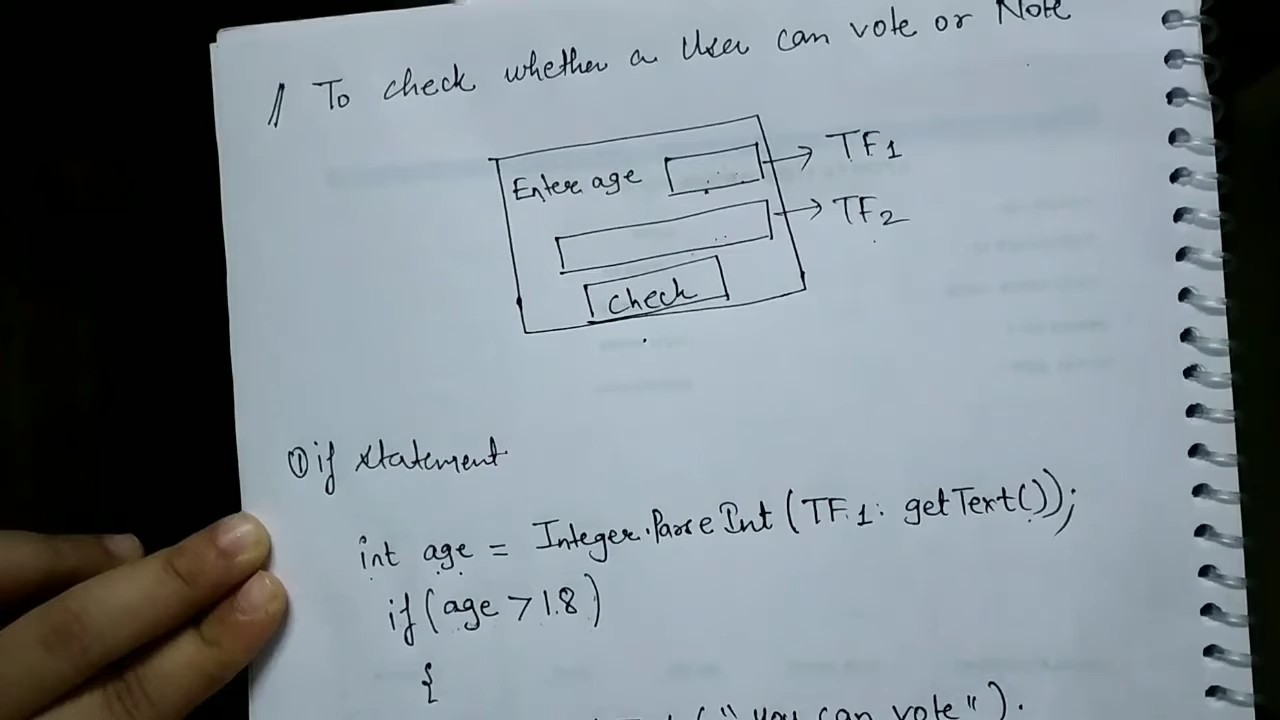 // To check whether a User can vote or Note
Enter age
TF1
TF2
check
① if statement
int age = Integer.ParseInt (TF1. getText());
if (age > 18)
{
("you can vote").